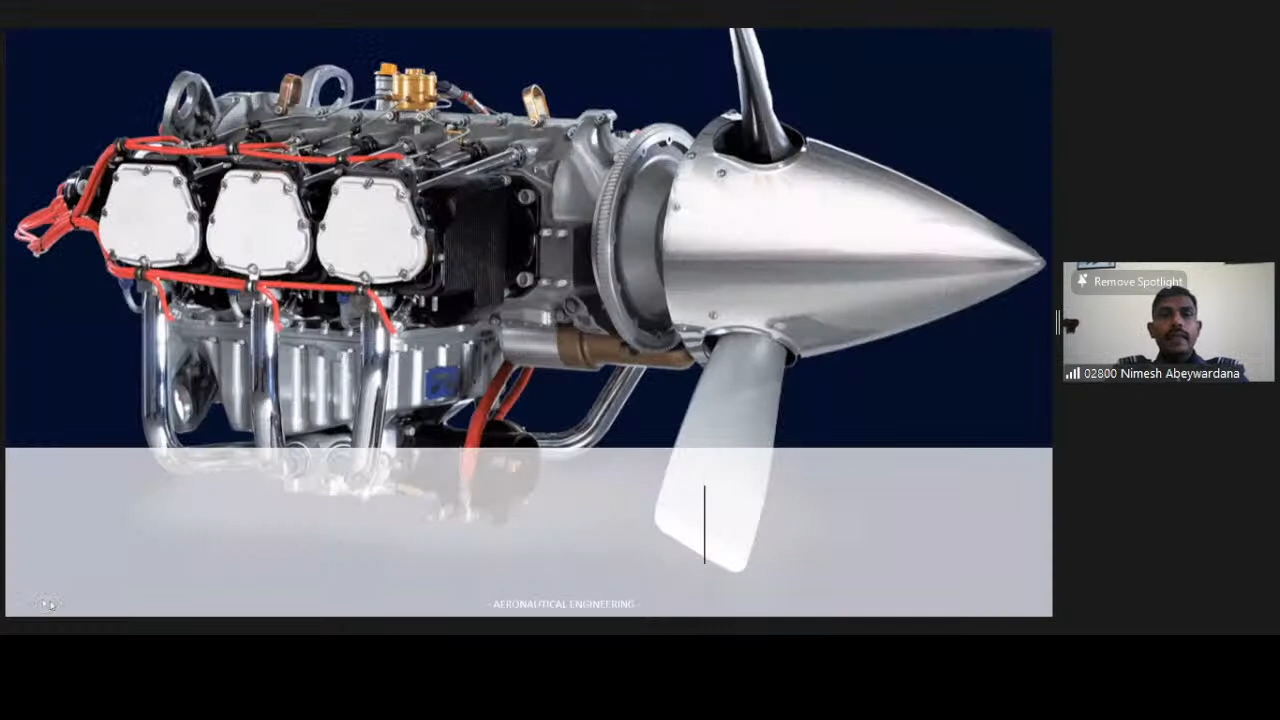 Remove Spotlight
02800 Nimesh Abeywardana
- AERONAUTICAL ENGINEERING -